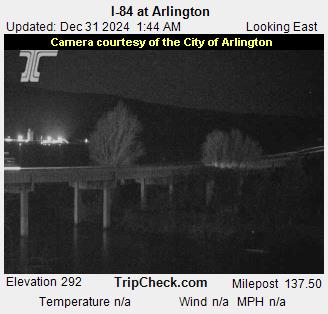 I-84 at Arlington
Updated: Dec 31 2024 1:44 AM Looking East
Camera courtesy of the City of Arlington
Elevation 292 TripCheck.com Milepost 137.50
Temperature n/a Wind n/a MPH n/a